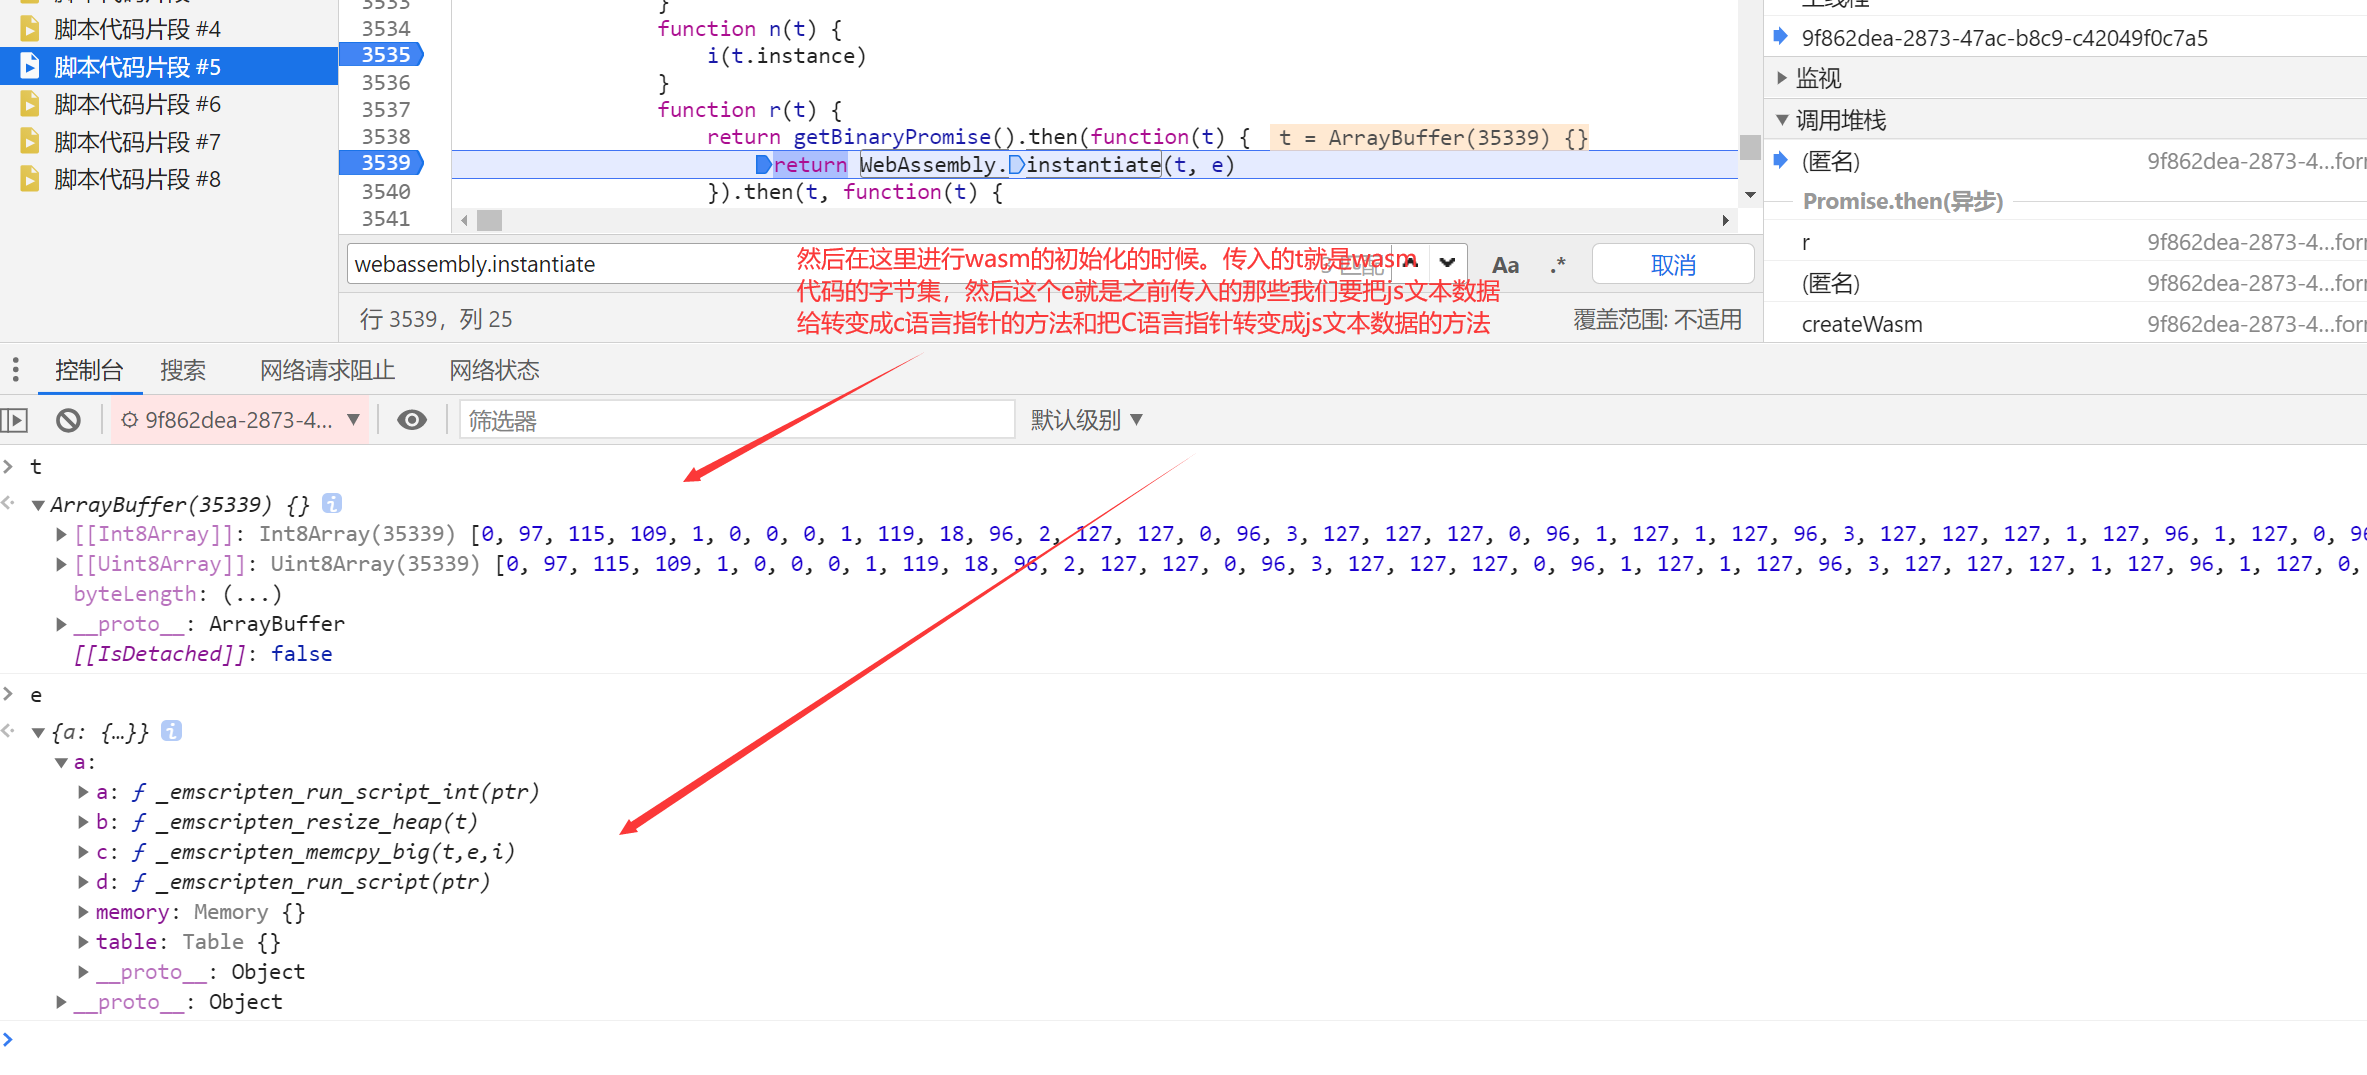 脚本代码片段 #4
脚本代码片段 #5
脚本代码片段 #6
脚本代码片段 #7
脚本代码片段 #8
3533 }
3534 function n(t) {
3535 i(t.instance)
3536 }
3537 function r(t) {
3538 return getBinaryPromise().then(function(t) { t = ArrayBuffer(35339) {}
3539 return WebAssembly.instantiate(t, e)
3540 }).then(t, function(t) {
3541
webassembly.instantiate
匹配 Aa .* 取消
然后在这里进行wasm的初始化的时候。传入的t就是wasm
代码的字节集，然后这个e就是之前传入的那些我们要把js文本数据
给转变成c语言指针的方法和把C语言指针转变成js文本数据的方法
行 3539，列 25
覆盖范围: 不适用
主线程
9f862dea-2873-47ac-b8c9-c42049f0c7a5
监视
调用堆栈
(匿名) 9f862dea-2873-4...forr
Promise.then(异步)
r 9f862dea-2873-4...forr
(匿名) 9f862dea-2873-4...forr
createWasm 9f862dea-2873-4...forr
控制台 搜索 网络请求阻止 网络状态
9f862dea-2873-4... ▼ 筛选器 默认级别 ▼
t
ArrayBuffer(35339) {} i
[[Int8Array]]: Int8Array(35339) [0, 97, 115, 109, 1, 0, 0, 0, 1, 119, 18, 96, 2, 127, 127, 0, 96, 3, 127, 127, 127, 0, 96, 1, 127, 1, 127, 96, 3, 127, 127, 127, 1, 127, 96, 1, 127, 0, 96
[[Uint8Array]]: Uint8Array(35339) [0, 97, 115, 109, 1, 0, 0, 0, 1, 119, 18, 96, 2, 127, 127, 0, 96, 3, 127, 127, 127, 0, 96, 1, 127, 1, 127, 96, 3, 127, 127, 127, 1, 127, 96, 1, 127, 0,
byteLength: (...)
__proto__: ArrayBuffer
[[IsDetached]]: false
e
{a: {…}} i
a:
a: ƒ _emscripten_run_script_int(ptr)
b: ƒ _emscripten_resize_heap(t)
c: ƒ _emscripten_memcpy_big(t,e,i)
d: ƒ _emscripten_run_script(ptr)
memory: Memory {}
table: Table {}
__proto__: Object
__proto__: Object